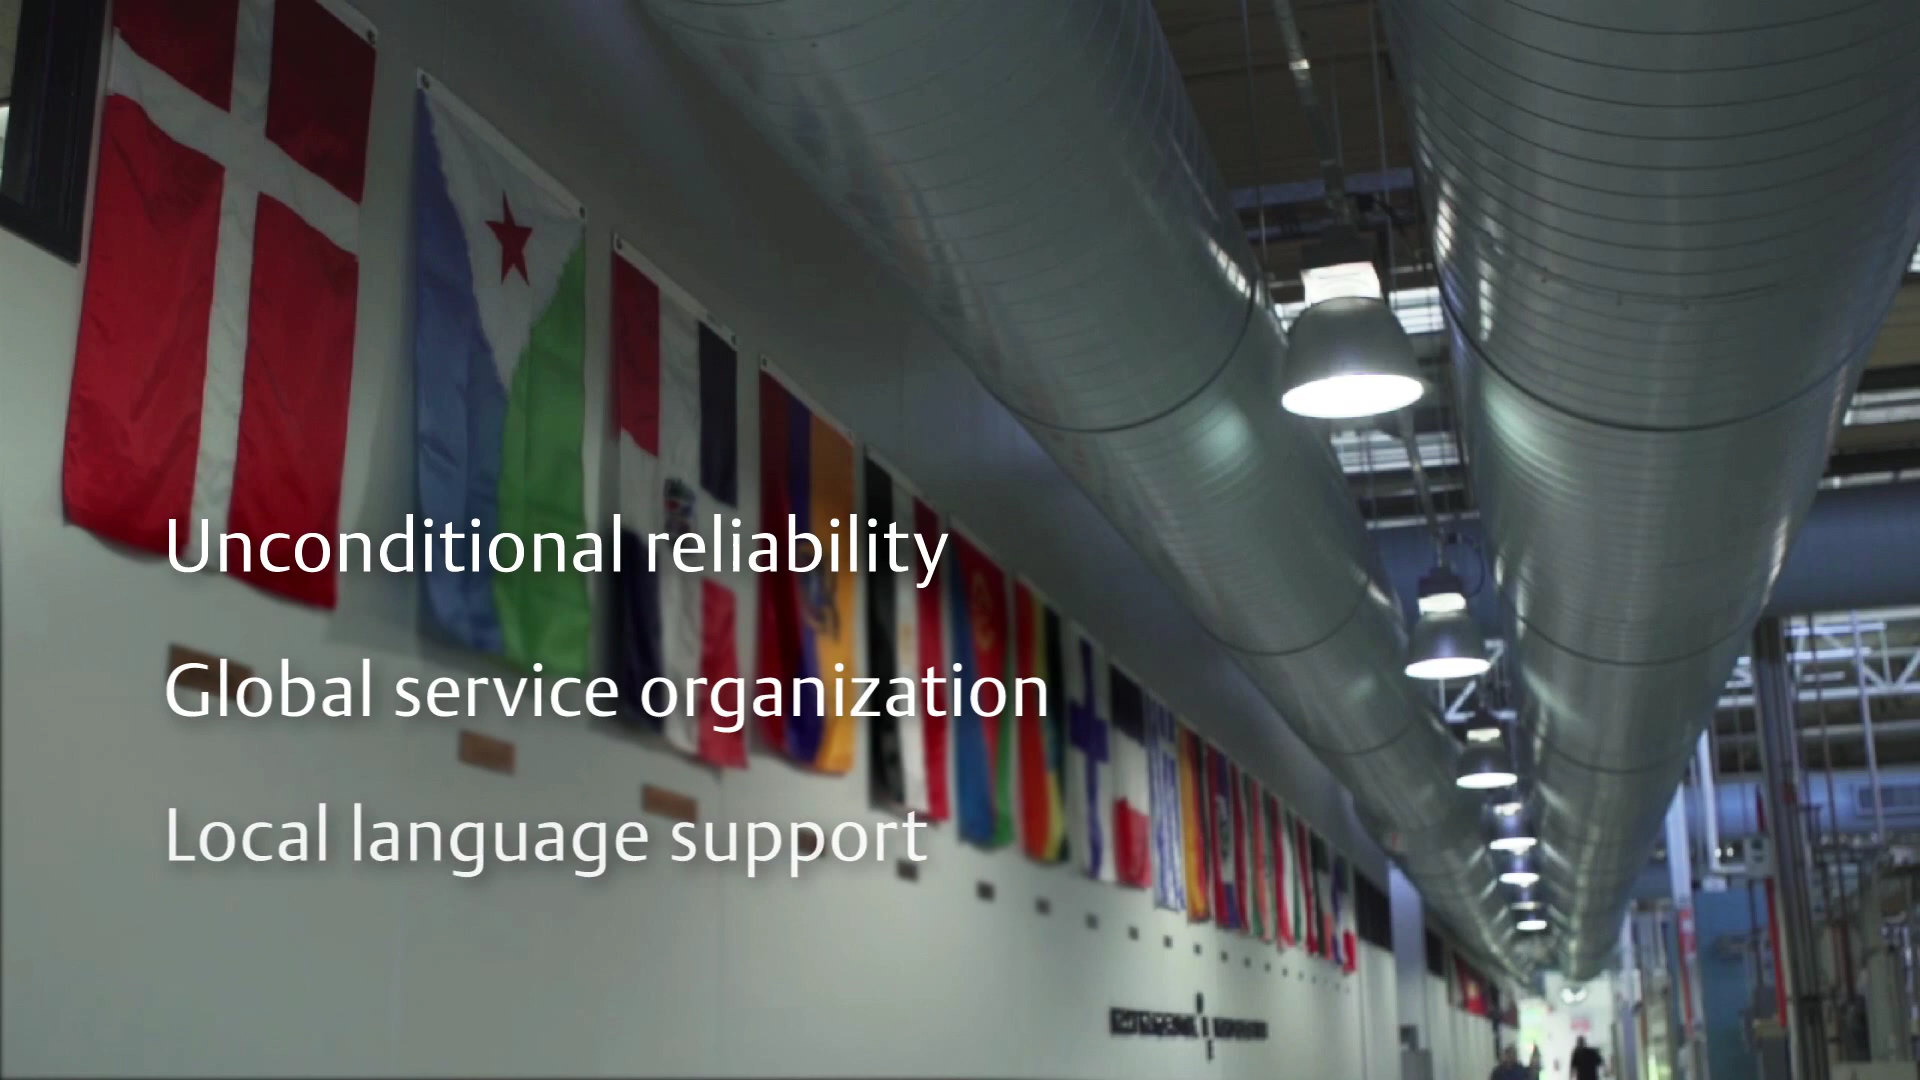 Unconditional reliability
Global service organization
Local language support